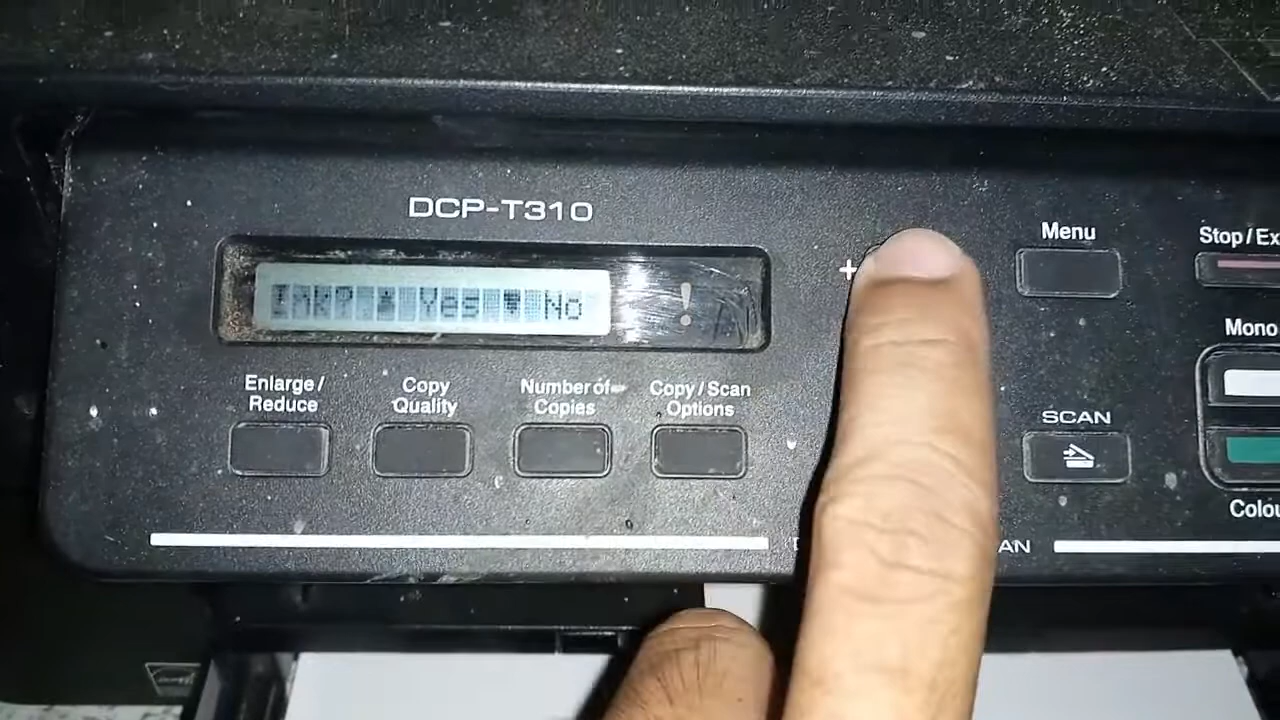 DCP-T310
Ink? ▲ Yes ▼ No
!
+
Menu
Stop/Ex
Mono
Enlarge/
Reduce
Copy
Quality
Number of
Copies
Copy/Scan
Options
SCAN
Colou
AN